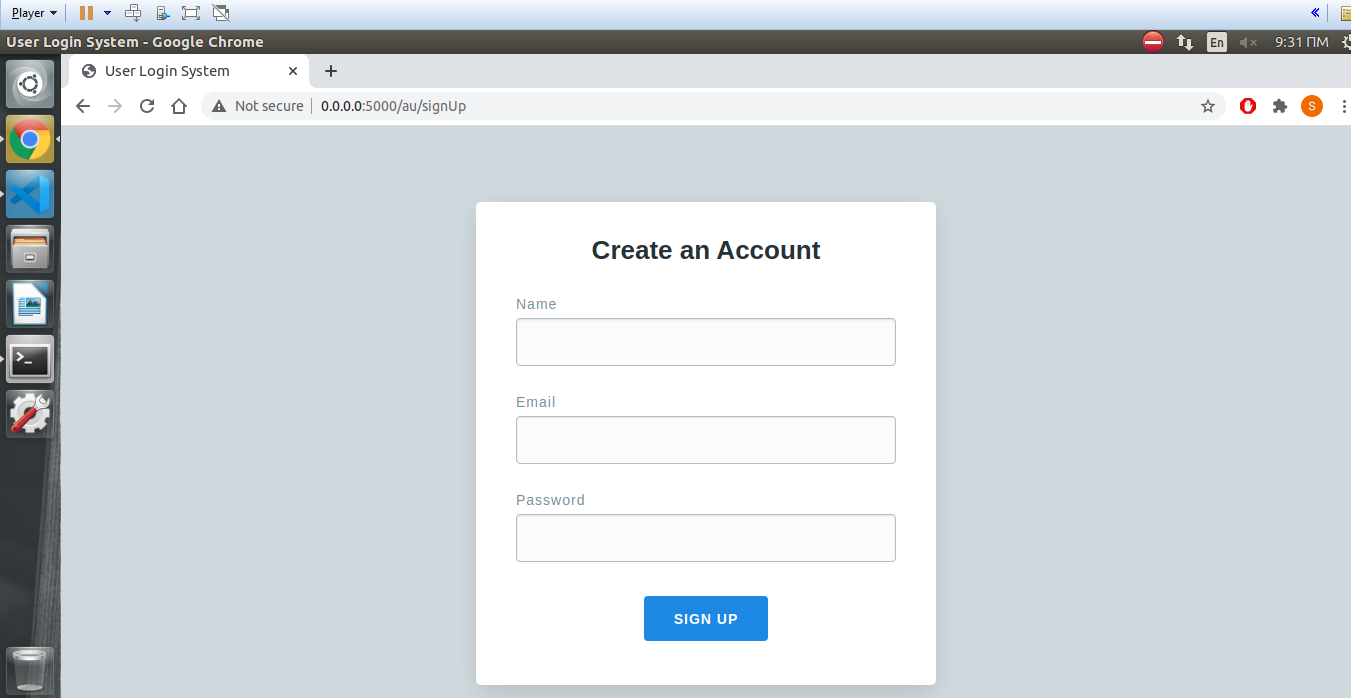 Player
User Login System - Google Chrome
En
9:31 ΠΜ
User Login System
Not secure
0.0.0.0:5000/au/signUp
S
Create an Account
Name
Email
Password
SIGN UP